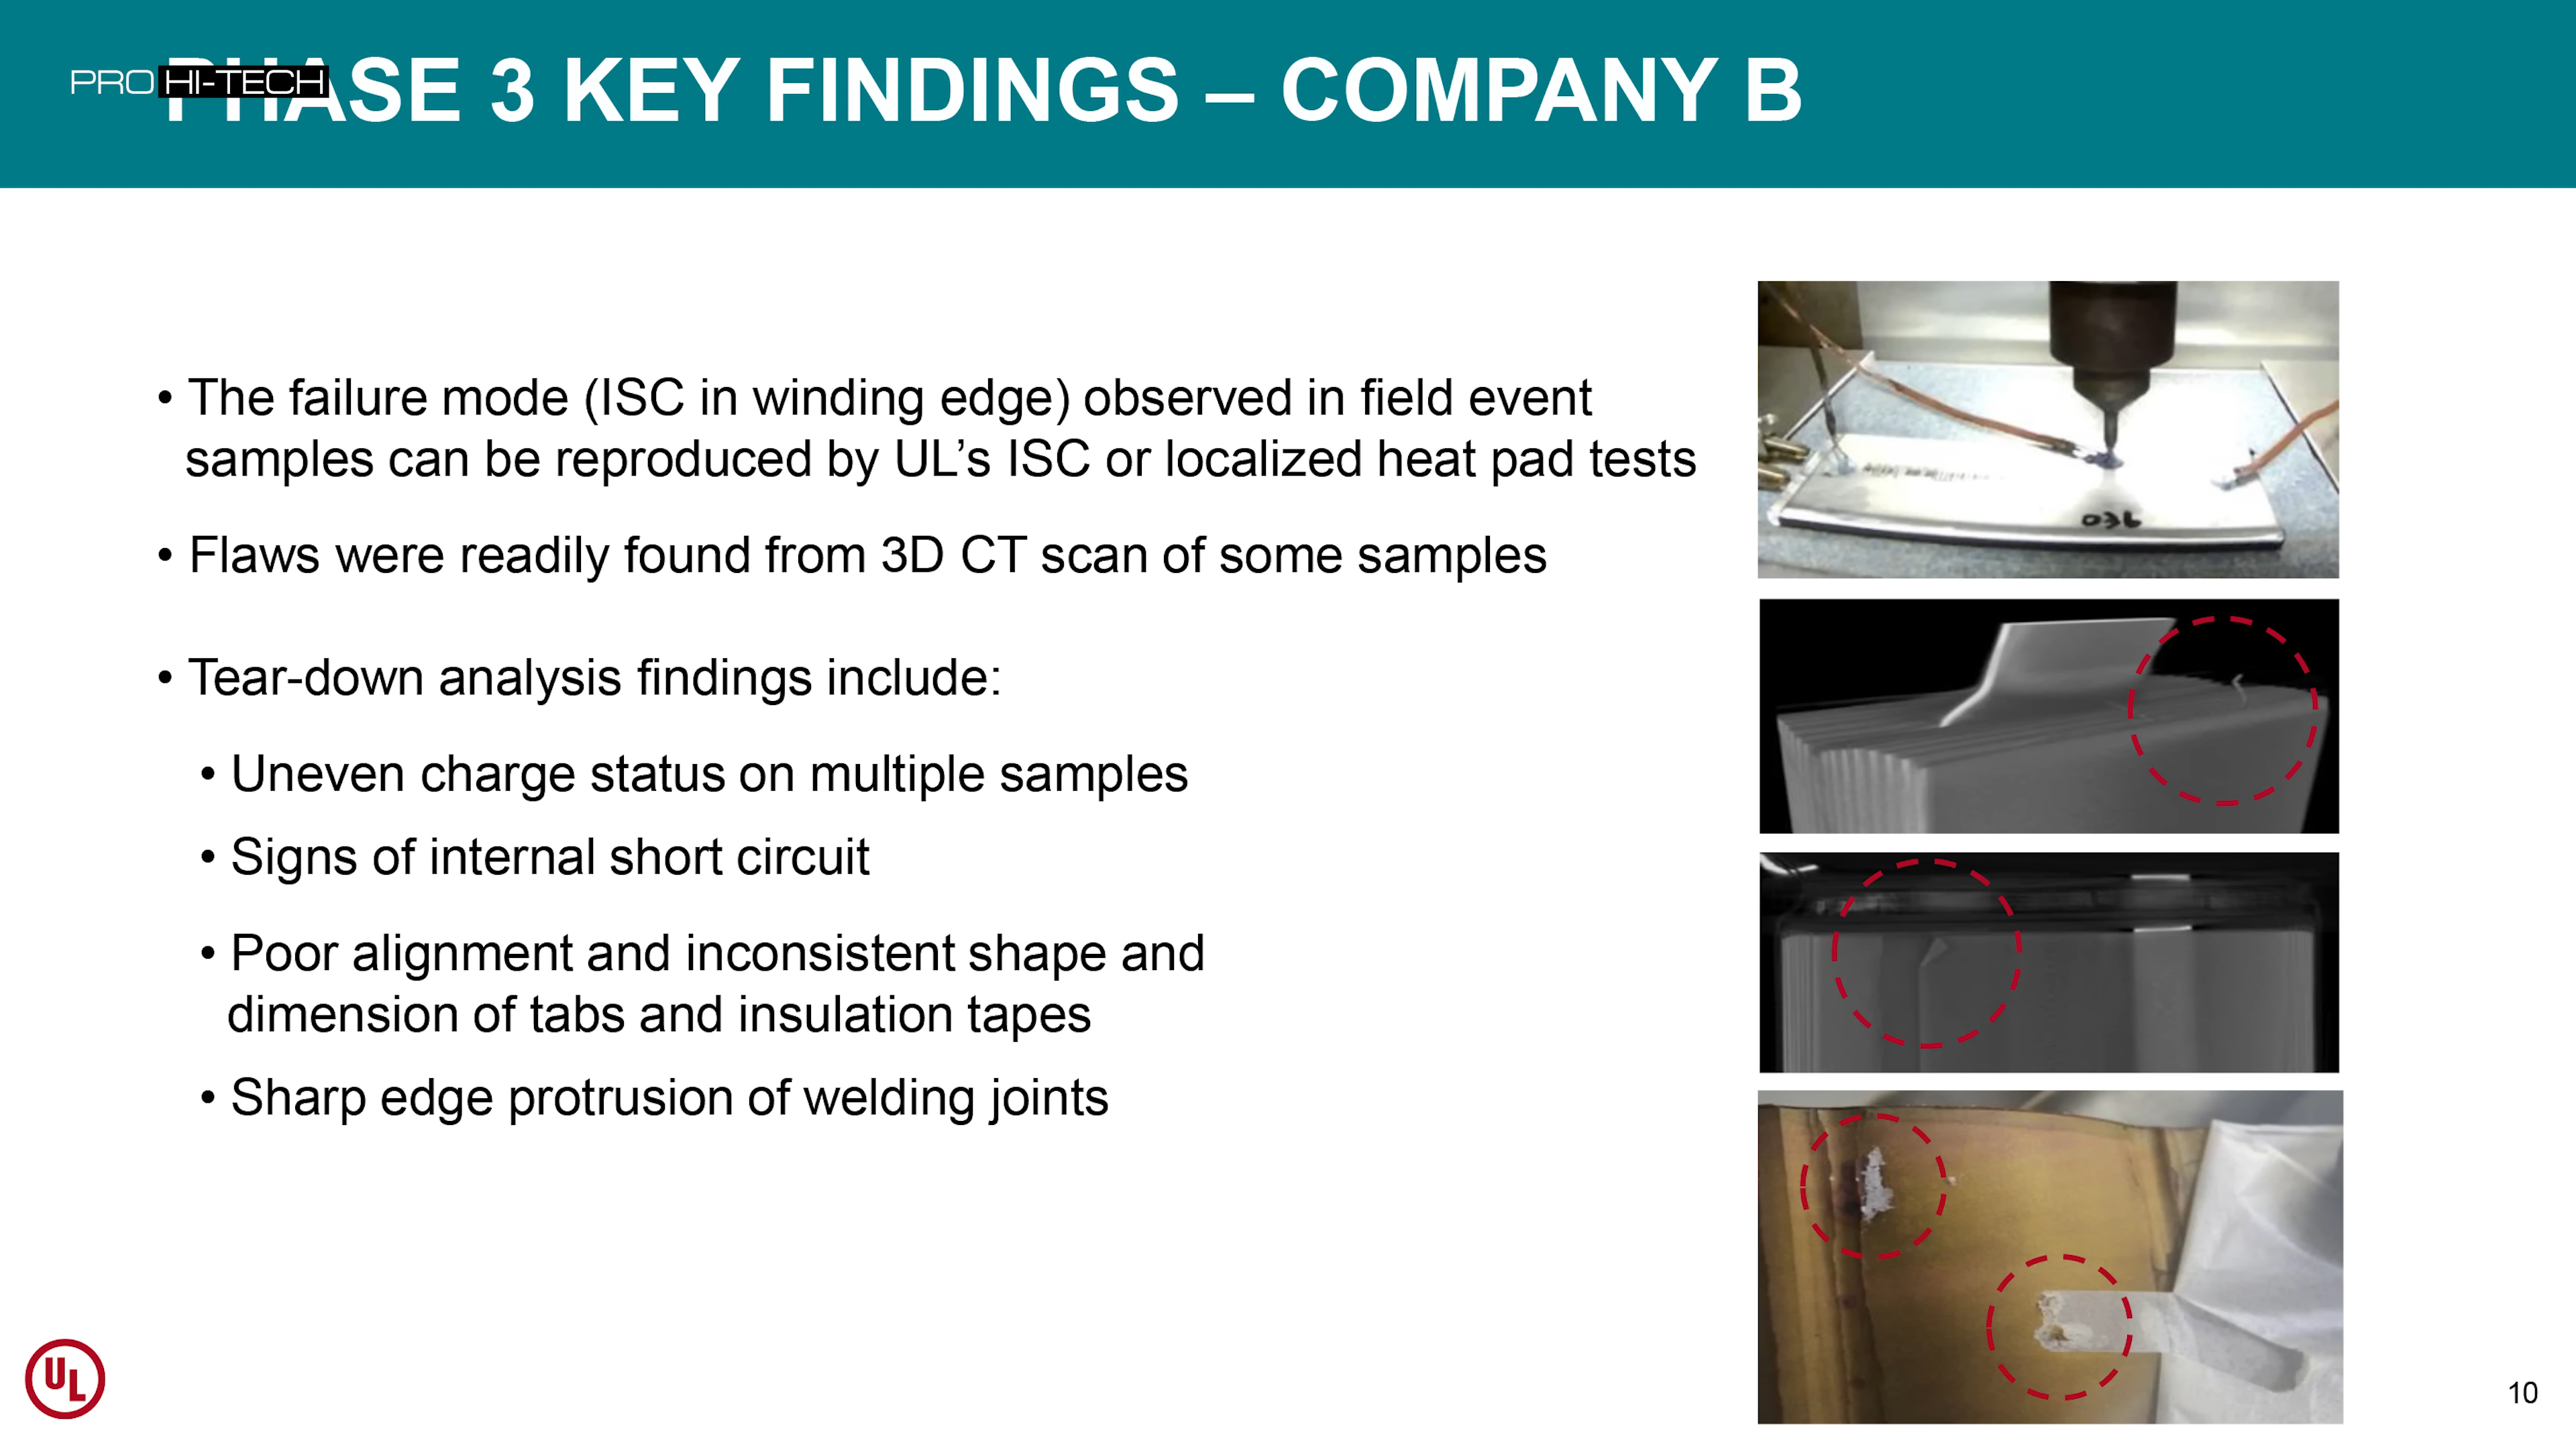 PRO HI-TECH
PHASE 3 KEY FINDINGS – COMPANY B
• The failure mode (ISC in winding edge) observed in field event
samples can be reproduced by UL’s ISC or localized heat pad tests
• Flaws were readily found from 3D CT scan of some samples
• Tear-down analysis findings include:
• Uneven charge status on multiple samples
• Signs of internal short circuit
• Poor alignment and inconsistent shape and
dimension of tabs and insulation tapes
• Sharp edge protrusion of welding joints
UL
10